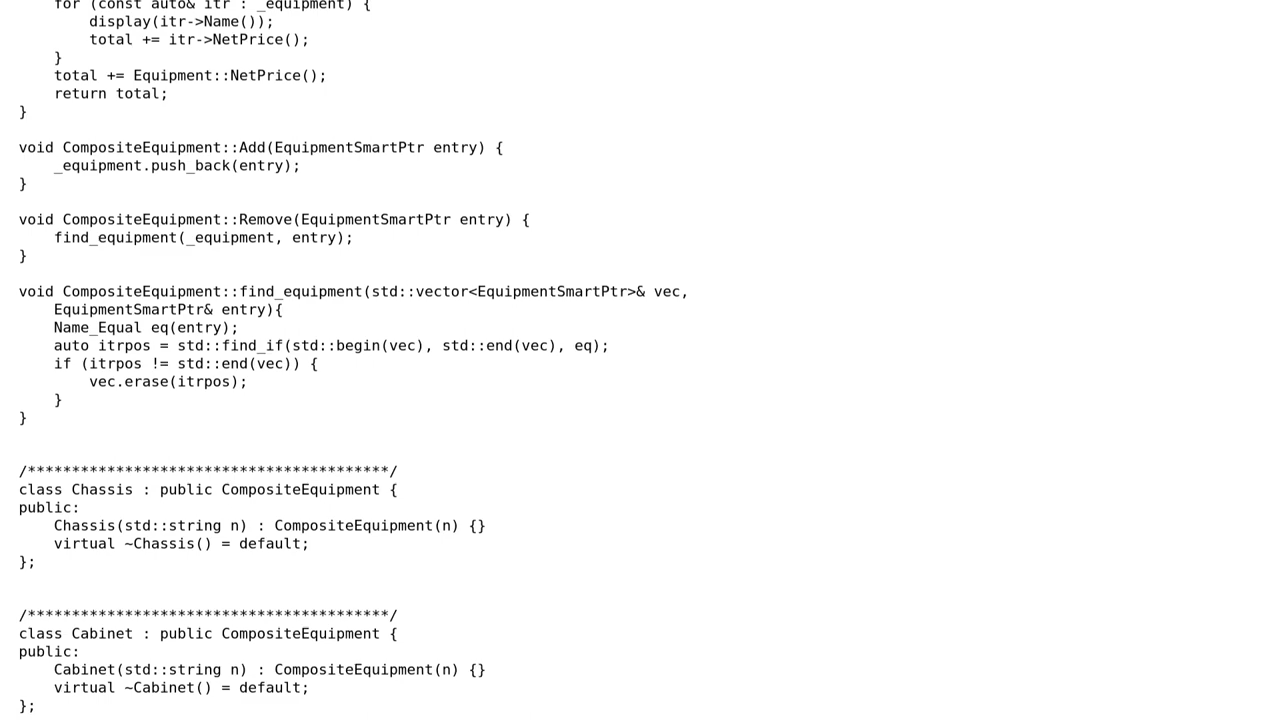 for (const auto& itr : _equipment) {
        display(itr->Name());
        total += itr->NetPrice();
    }
    total += Equipment::NetPrice();
    return total;
}

void CompositeEquipment::Add(EquipmentSmartPtr entry) {
    _equipment.push_back(entry);
}

void CompositeEquipment::Remove(EquipmentSmartPtr entry) {
    find_equipment(_equipment, entry);
}

void CompositeEquipment::find_equipment(std::vector<EquipmentSmartPtr>& vec,
    EquipmentSmartPtr& entry){
    Name_Equal eq(entry);
    auto itrpos = std::find_if(std::begin(vec), std::end(vec), eq);
    if (itrpos != std::end(vec)) {
        vec.erase(itrpos);
    }
}

/*****************************************/
class Chassis : public CompositeEquipment {
public:
    Chassis(std::string n) : CompositeEquipment(n) {}
    virtual ~Chassis() = default;
};

/*****************************************/
class Cabinet : public CompositeEquipment {
public:
    Cabinet(std::string n) : CompositeEquipment(n) {}
    virtual ~Cabinet() = default;
};